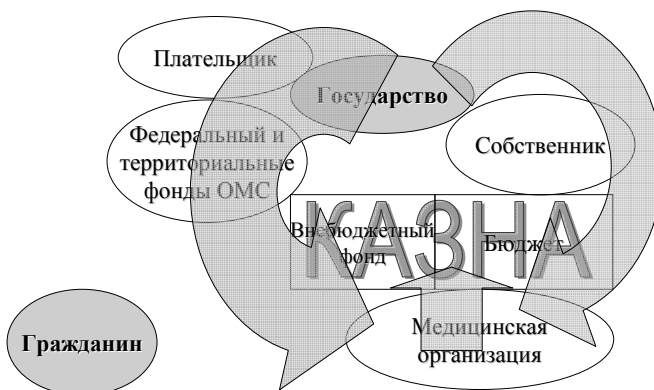 Плательщик
Государство
Федеральный и
территориальные
фонды ОМС
Собственник
КАЗНА
Внебюджетный
фонд
Бюджет
Медицинская
организация
Гражданин